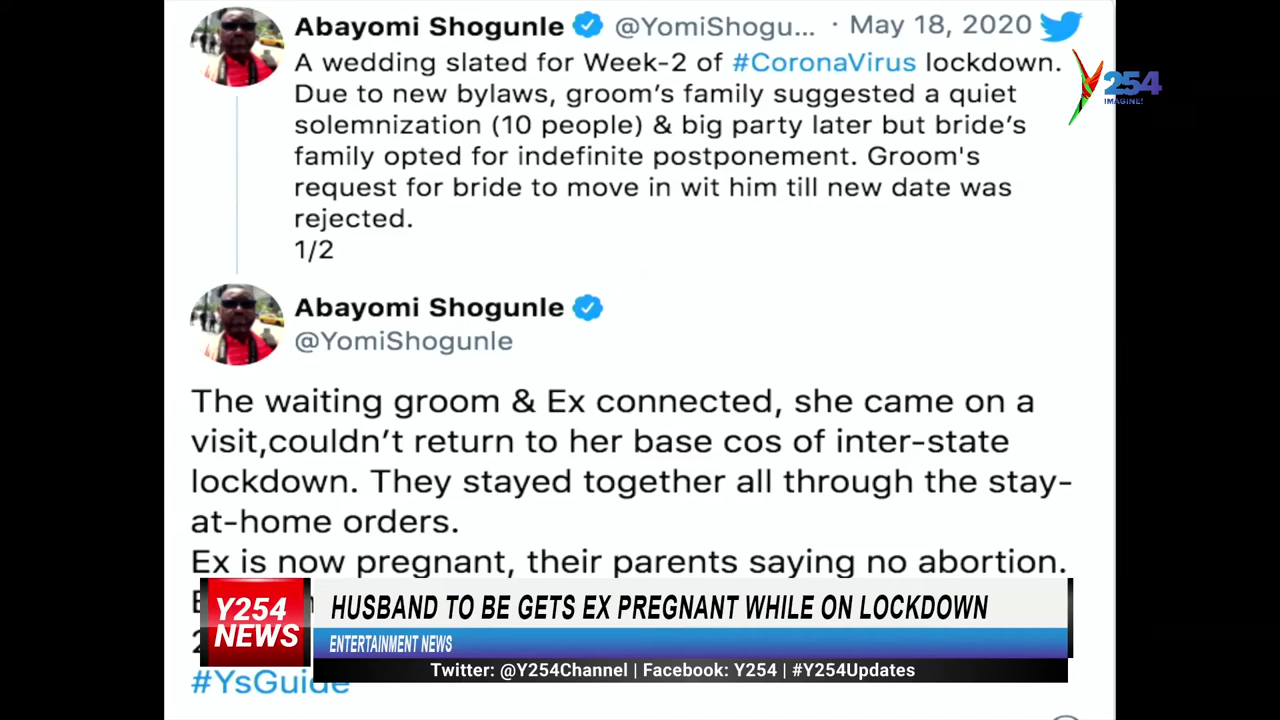 Abayomi Shogunle @YomiShogu... · May 18, 2020
A wedding slated for Week-2 of #CoronaVirus lockdown.
Due to new bylaws, groom's family suggested a quiet
solemnization (10 people) & big party later but bride's
family opted for indefinite postponement. Groom's
request for bride to move in wit him till new date was
rejected.
1/2
Y254
IMAGINE!
Abayomi Shogunle
@YomiShogunle
The waiting groom & Ex connected, she came on a
visit,couldn't return to her base cos of inter-state
lockdown. They stayed together all through the stay-
at-home orders.
Ex is now pregnant, their parents saying no abortion.
Y254
NEWS
HUSBAND TO BE GETS EX PREGNANT WHILE ON LOCKDOWN
ENTERTAINMENT NEWS
Twitter: @Y254Channel | Facebook: Y254 | #Y254Updates
#YsGuide